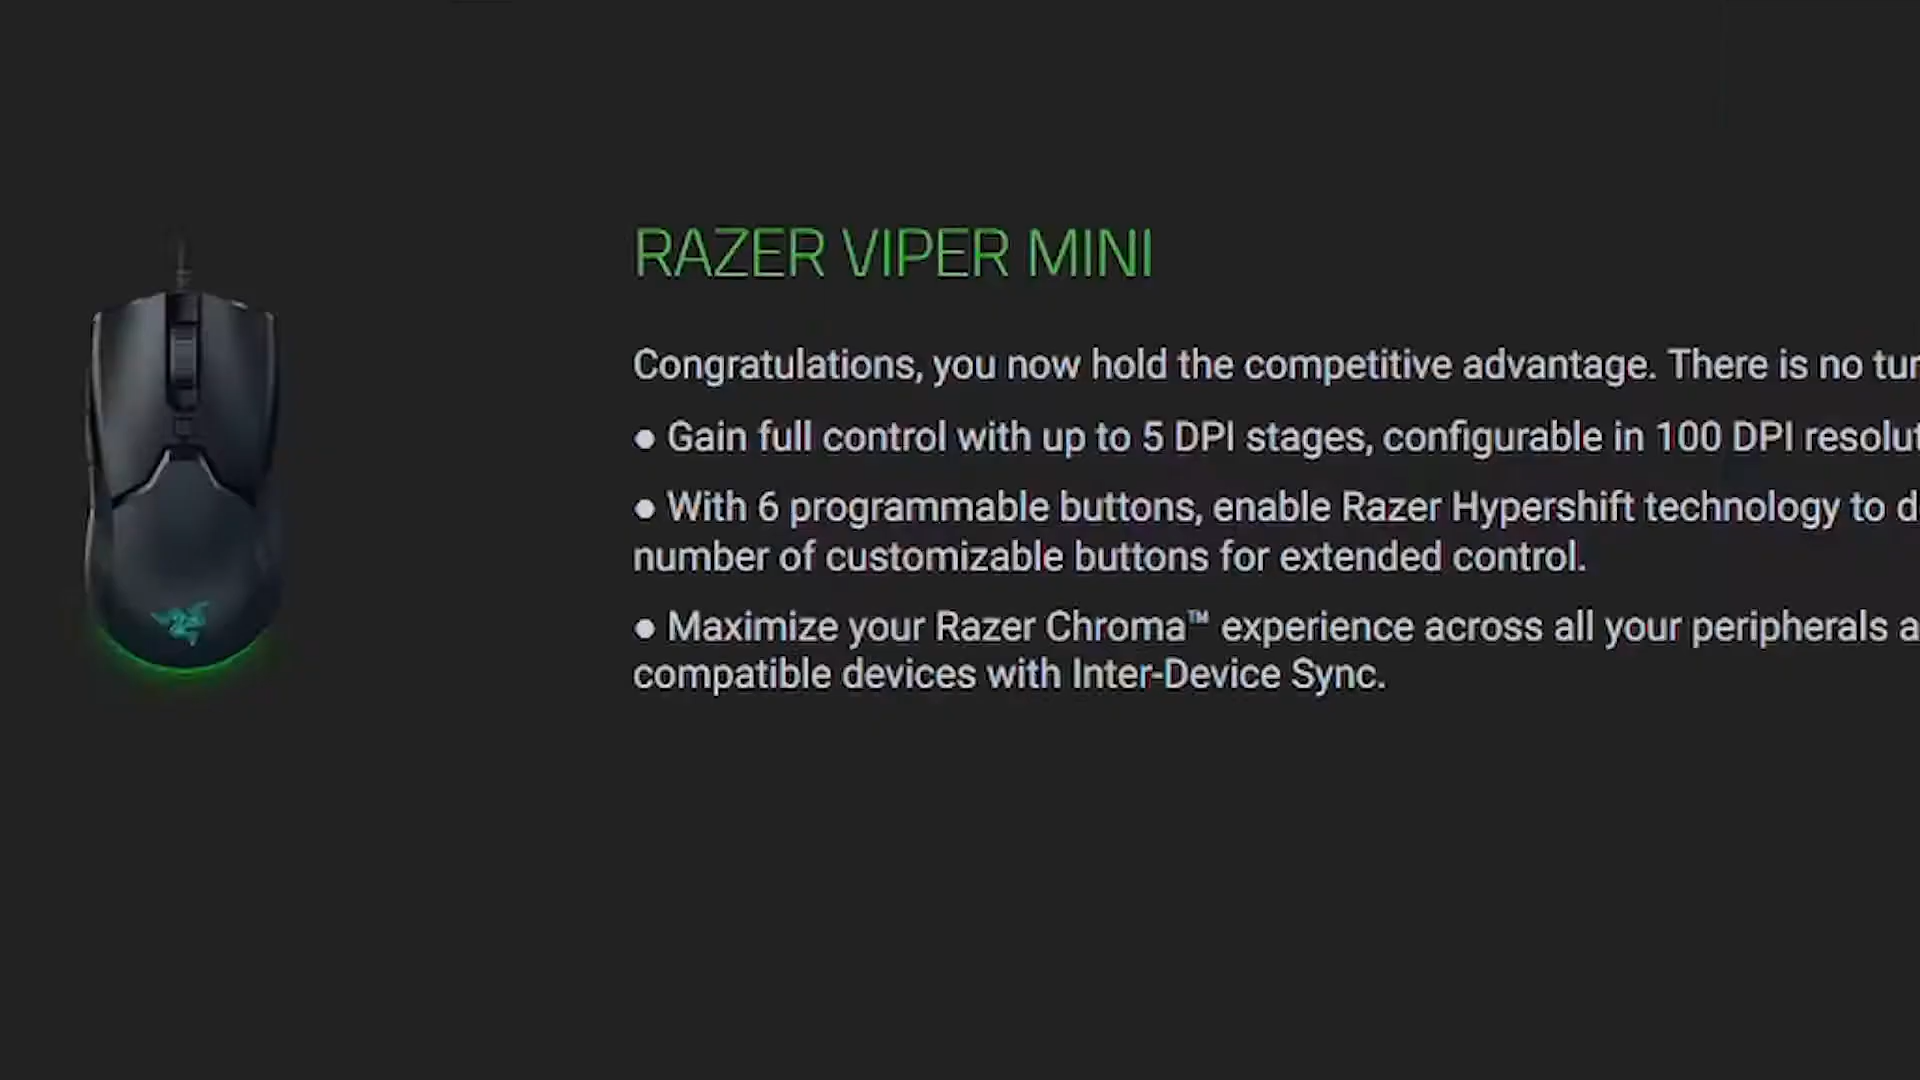 RAZER VIPER MINI
Congratulations, you now hold the competitive advantage. There is no
● Gain full control with up to 5 DPI stages, configurable in 100 DPI
● With 6 programmable buttons, enable Razer Hypershift technology to
number of customizable buttons for extended control.
● Maximize your Razer Chroma™ experience across all your peripherals
compatible devices with Inter-Device Sync.